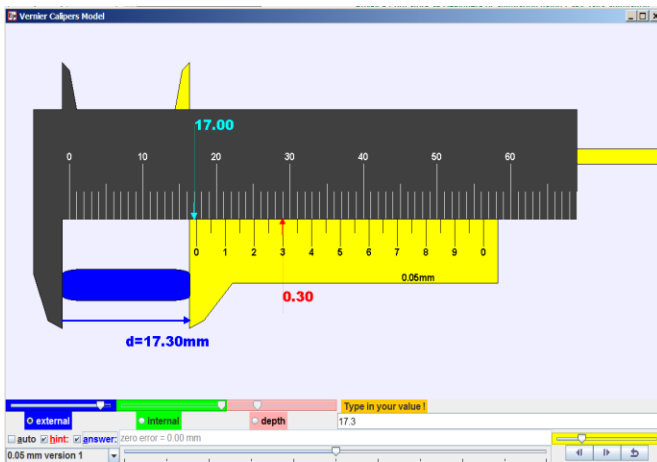 Vernier Calipers Model
17.00
0 10 20 30 40 50 60
0 1 2 3 4 5 6 7 8 9 0
0.05mm
0.30
d=17.30mm
Type in your value !
external internal depth 17.3
auto hint: answer: zero error = 0.00 mm
0.05 mm version 1